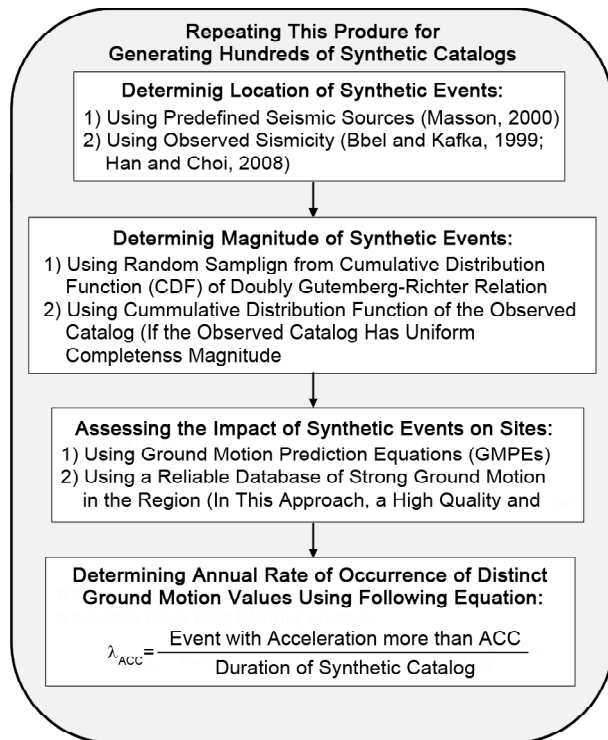 Repeating This Produre for
Generating Hundreds of Synthetic Catalogs
Determining Location of Synthetic Events:
1) Using Predefined Seismic Sources (Masson, 2000)
2) Using Observed Sismicity (Bbel and Kafka, 1999;
Han and Choi, 2008)
Determinig Magnitude of Synthetic Events:
1) Using Random Samplign from Cumulative Distribution
Function (CDF) of Doubly Gutemberg-Richter Relation
2) Using Cummulative Distribution Function of the Observed
Catalog (If the Observed Catalog Has Uniform
Completenss Magnitude
Assessing the Impact of Synthetic Events on Sites:
1) Using Ground Motion Prediction Equations (GMPEs)
2) Using a Reliable Database of Strong Ground Motion
in the Region (In This Approach, a High Quality and
Determining Annual Rate of Occurrence of Distinct
Ground Motion Values Using Following Equation:
λ_ACC= Event with Acceleration more than ACC
Duration of Synthetic Catalog